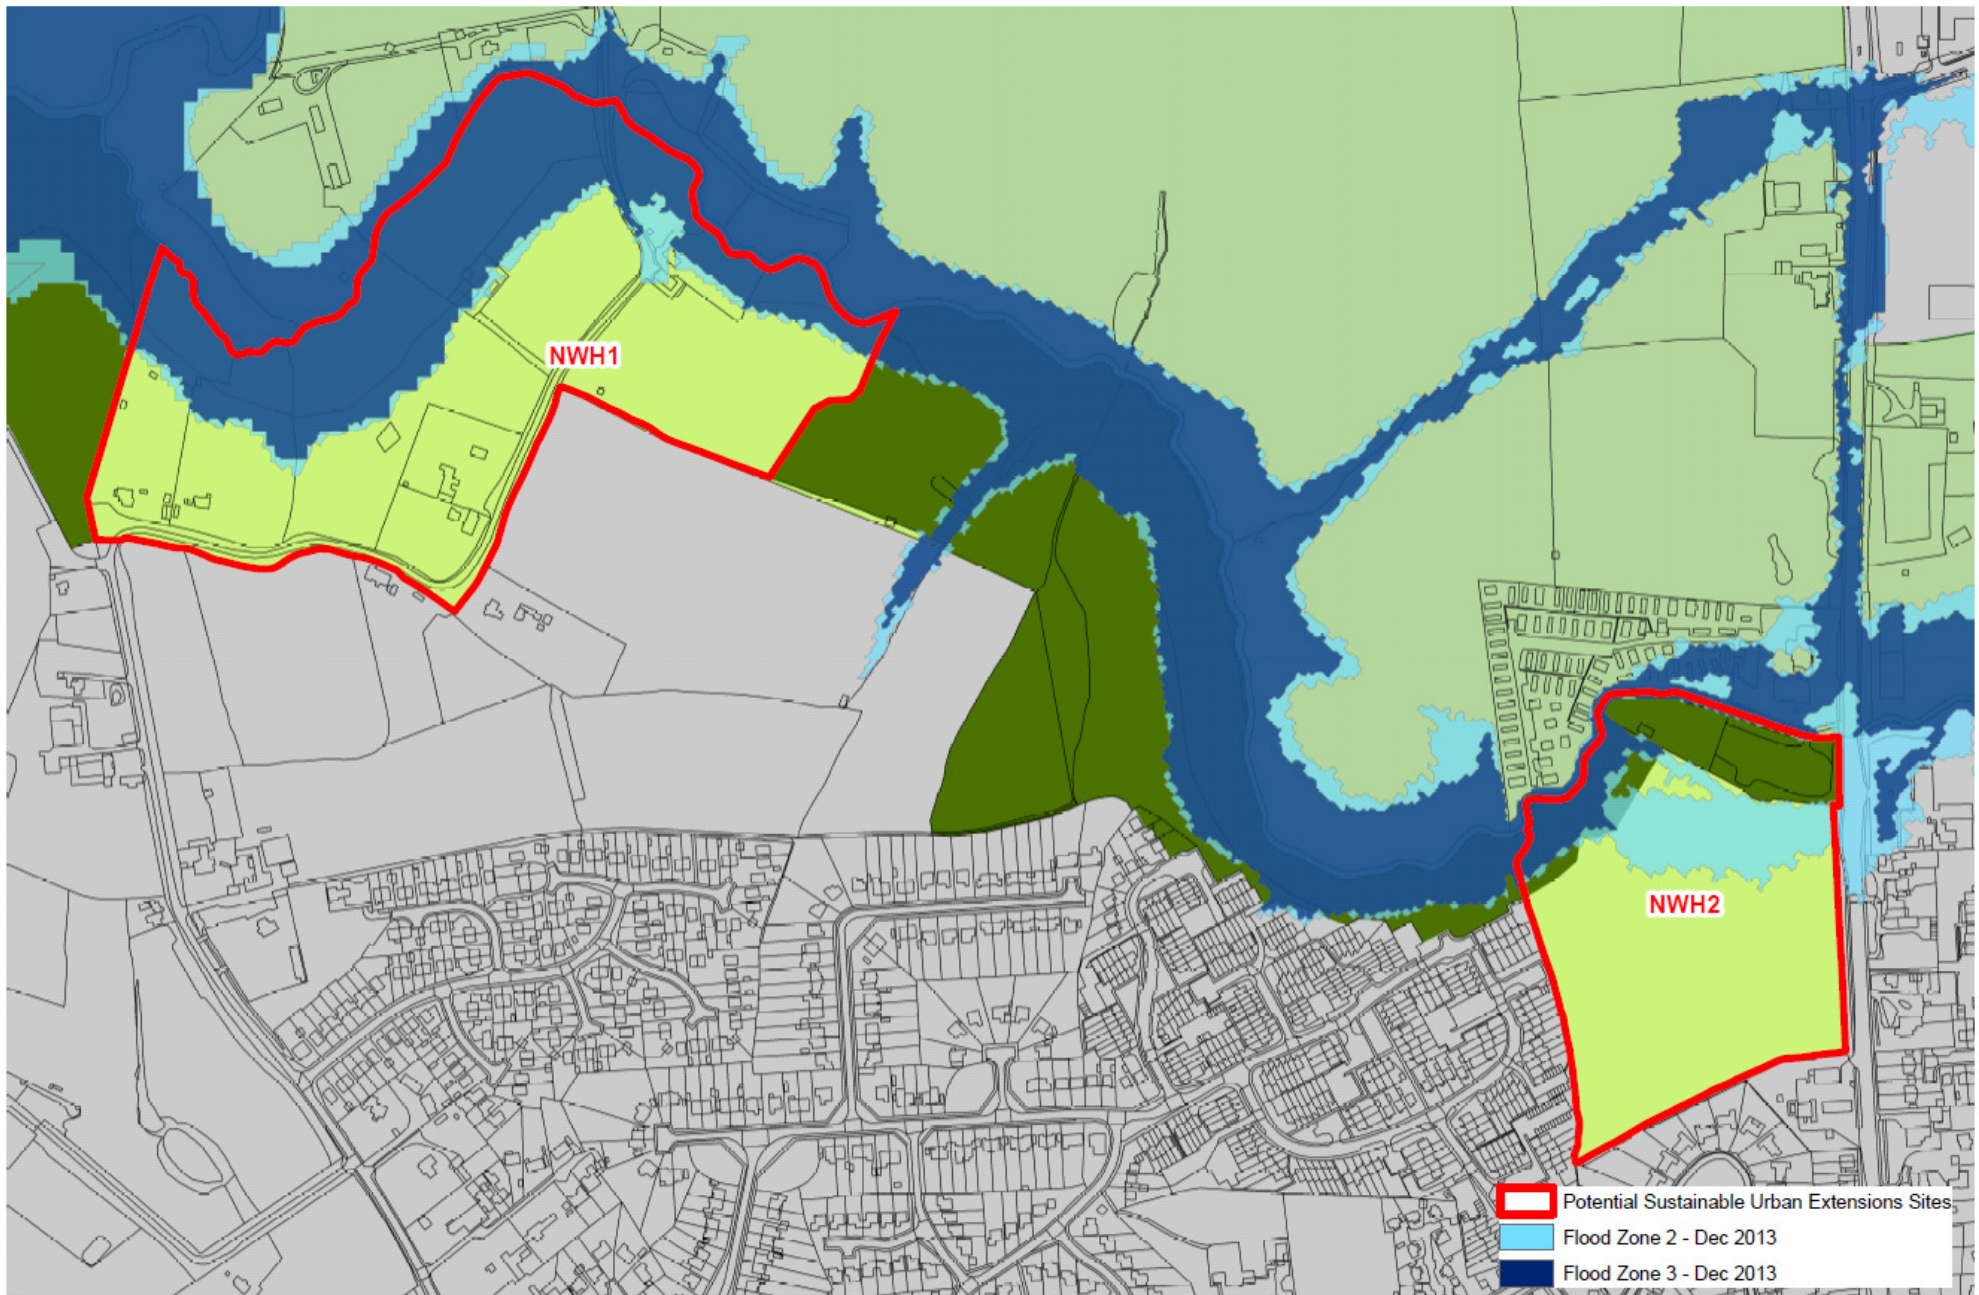 NWH1
NWH2
Potential Sustainable Urban Extensions Sites
Flood Zone 2 - Dec 2013
Flood Zone 3 - Dec 2013